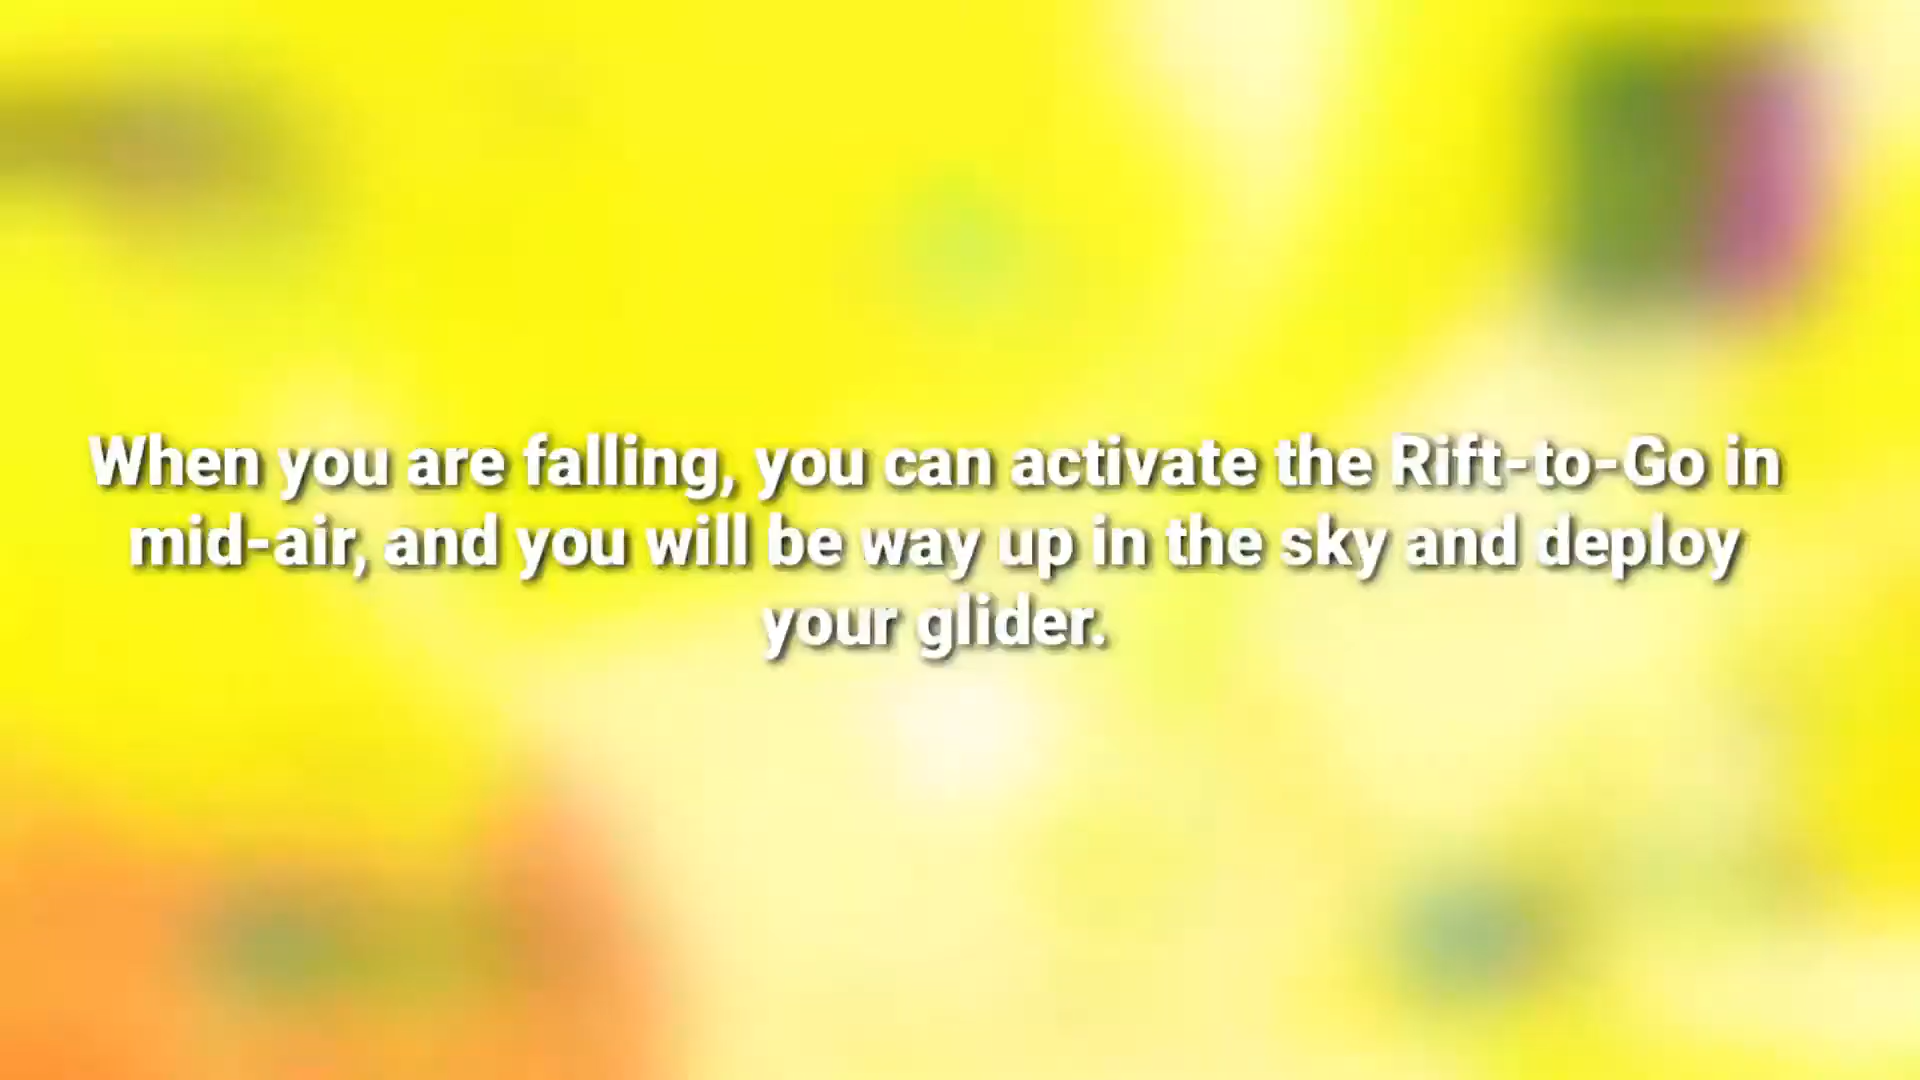 When you are falling, you can activate the Rift-to-Go in
mid-air, and you will be way up in the sky and deploy
your glider.